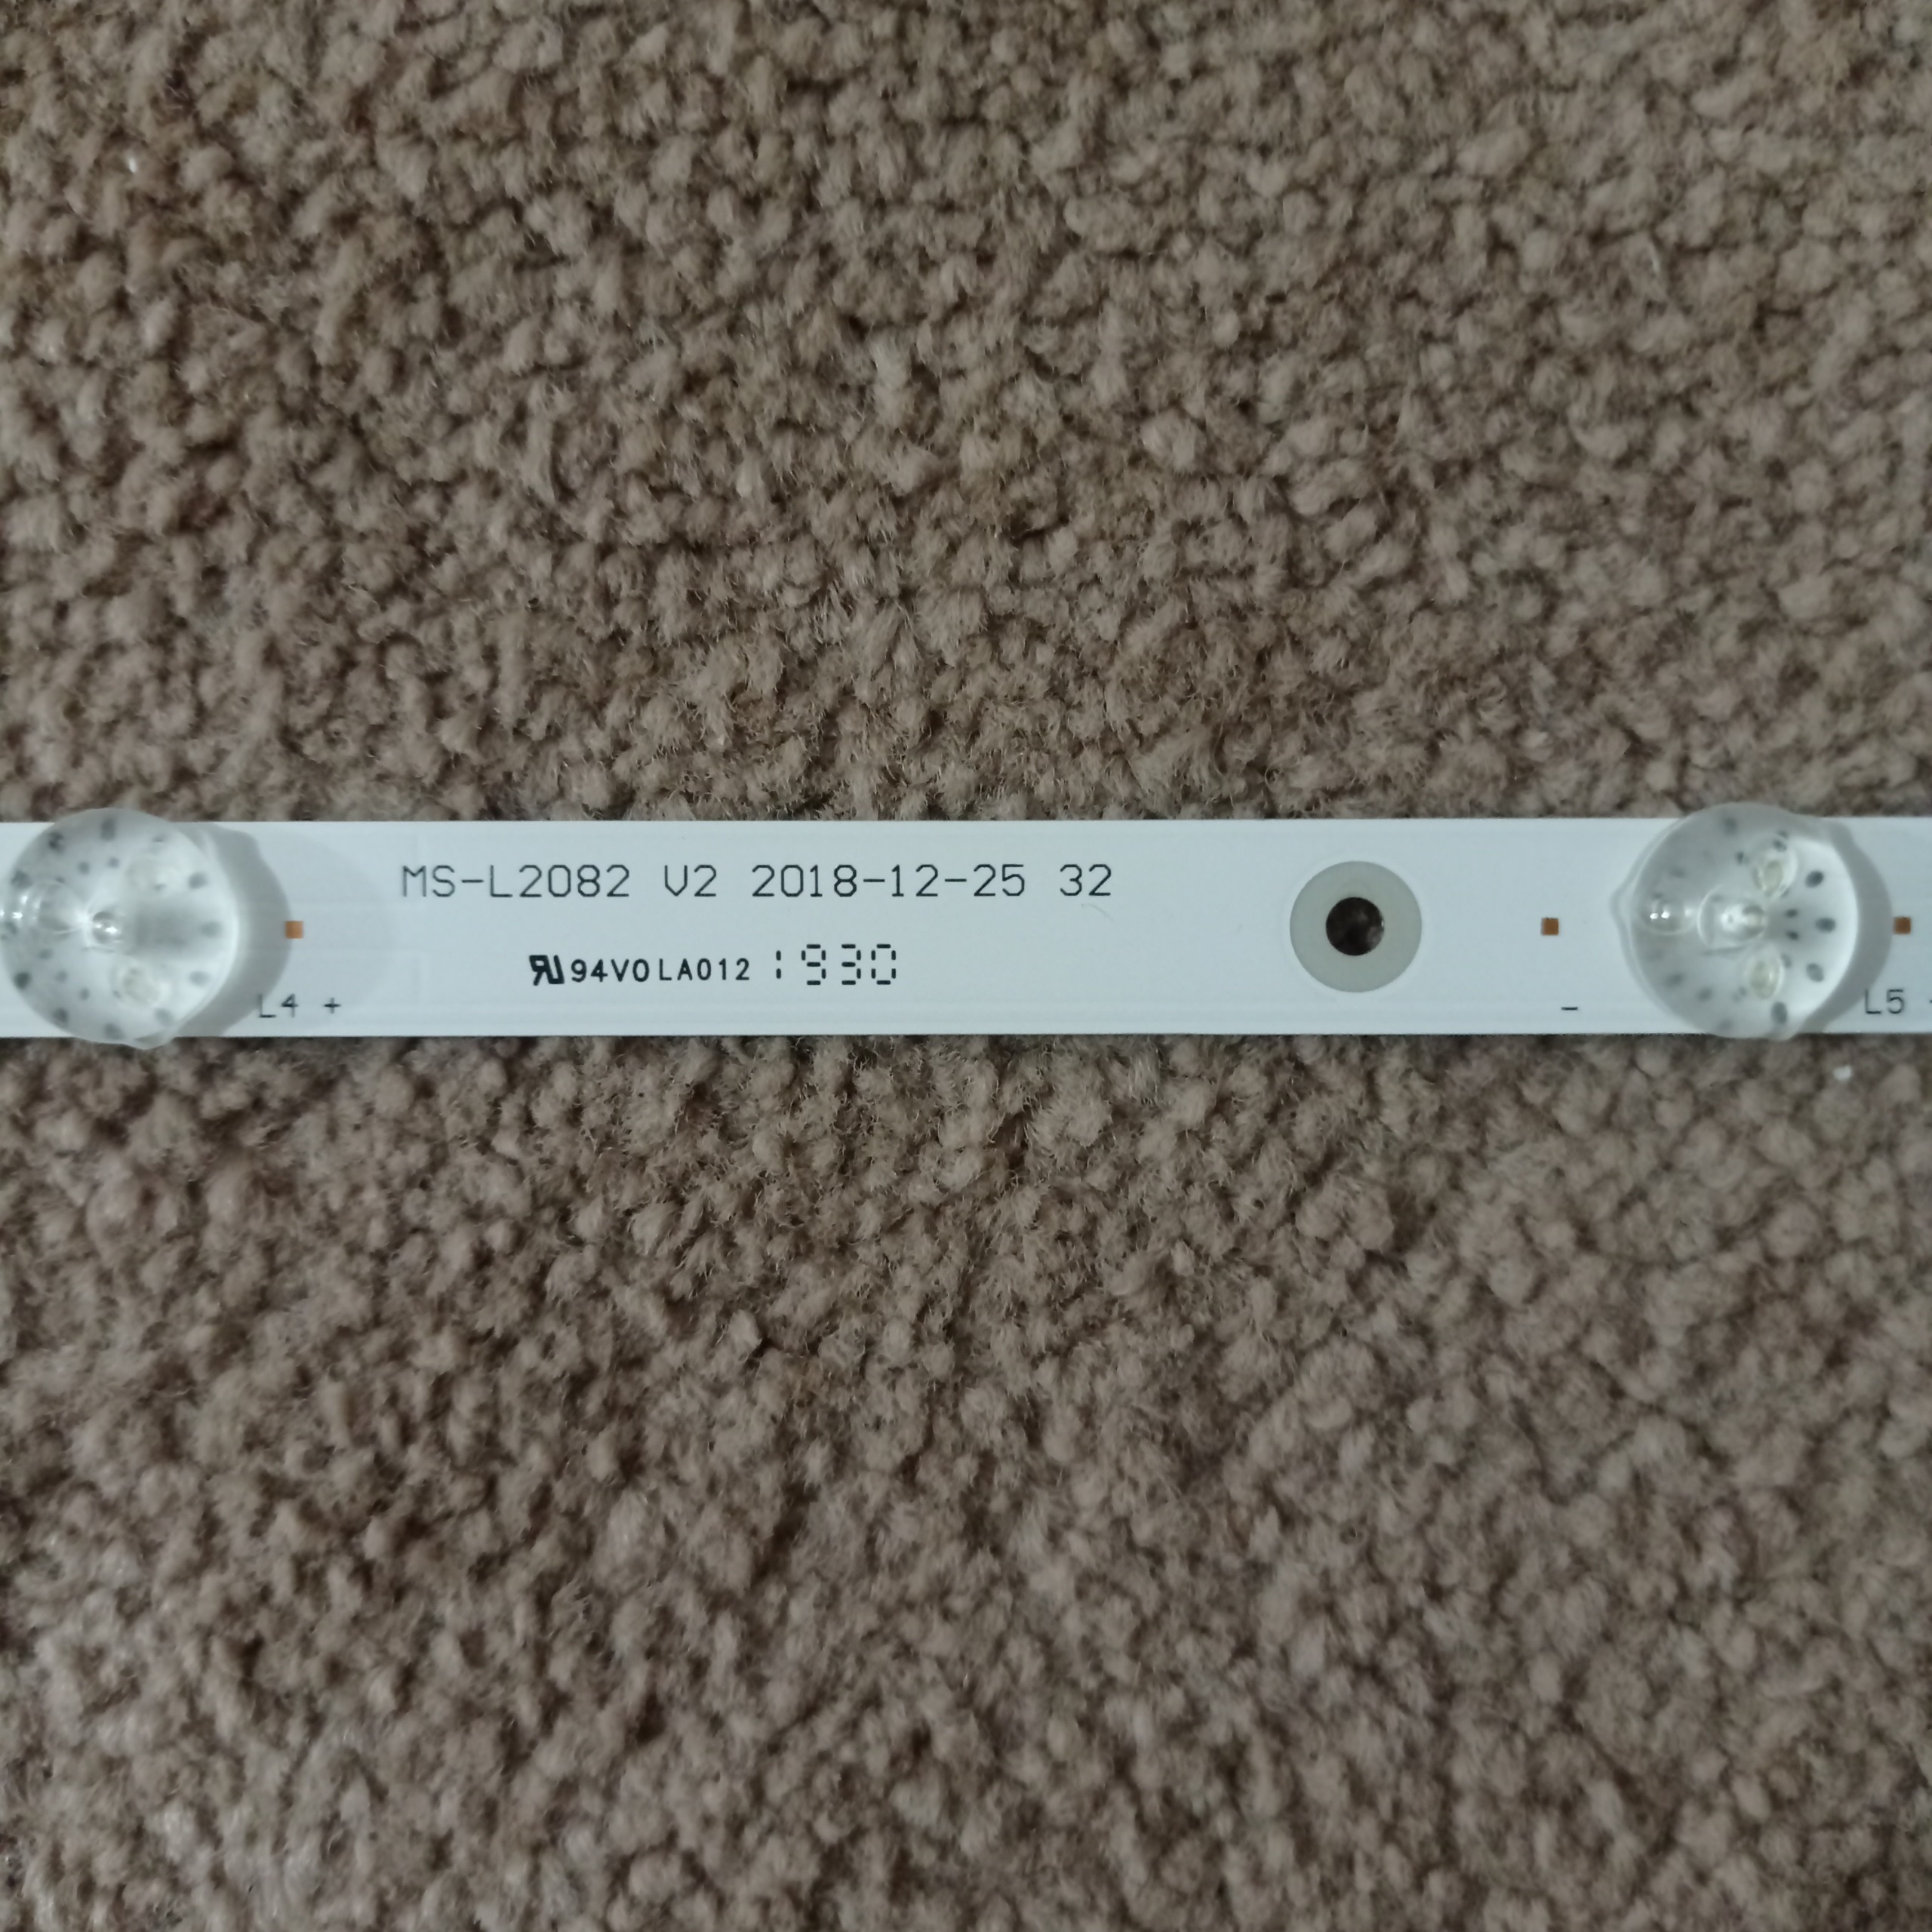 MS-L2082 V2 2018-12-25 32
94V0 LA012 1930
L4 +
-
L5